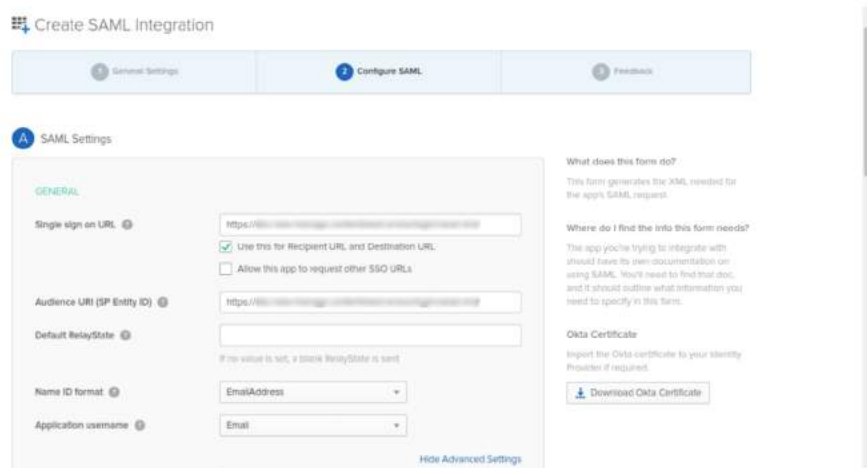 Create SAML Integration
1 General Settings
2 Configure SAML
3 Feedback
A SAML Settings
GENERAL
Single sign on URL ?
https://
Use this for Recipient URL and Destination URL
Allow this app to request other SSO URLs
Audience URI (SP Entity ID) ?
https://
Default RelayState ?
If no value is set, a blank RelayState is sent
Name ID format ?
EmailAddress
Application username ?
Email
Hide Advanced Settings
What does this form do?
This form generates the XML needed for
the app's SAML request.
Where do I find the info this form needs?
The app you're trying to integrate with
should have its own documentation on
using SAML. You'll need to find that doc,
and it should outline what information you
need to specify in this form.
Okta Certificate
Import the Okta certificate to your Identity
Provider if required.
Download Okta Certificate